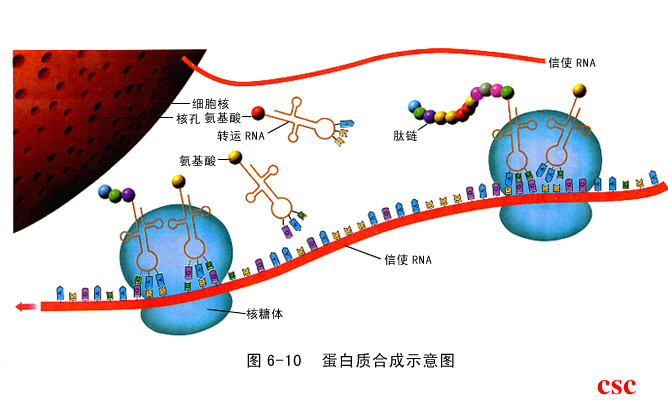 信使 RNA
细胞核
核孔 氨基酸
转运 RNA
肽链
氨基酸
信使 RNA
核糖体
图 6-10 蛋白质合成示意图
csc